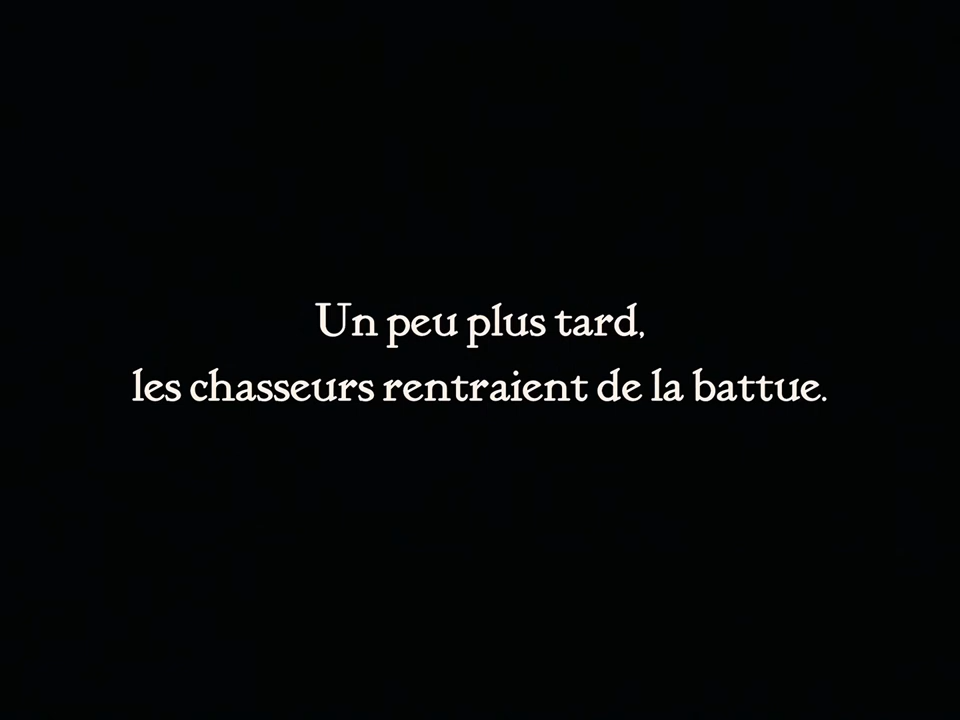 Un peu plus tard,
les chasseurs rentraient de la battue.